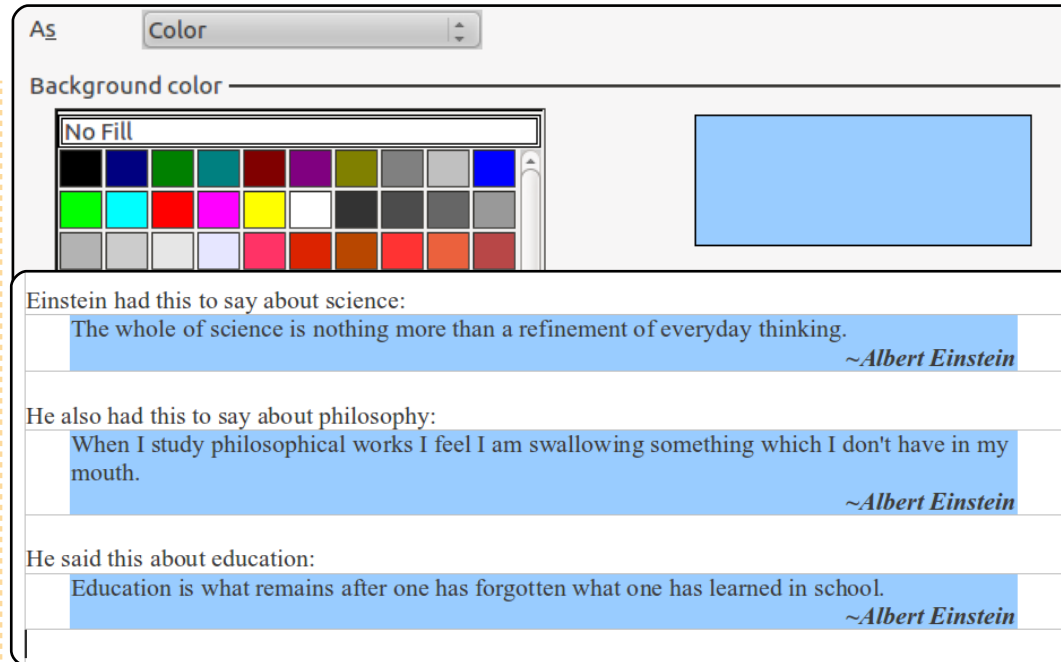 As Color
Background color
No Fill
Einstein had this to say about science:
The whole of science is nothing more than a refinement of everyday thinking.
~Albert Einstein
He also had this to say about philosophy:
When I study philosophical works I feel I am swallowing something which I don't have in my
mouth.
~Albert Einstein
He said this about education:
Education is what remains after one has forgotten what one has learned in school.
~Albert Einstein